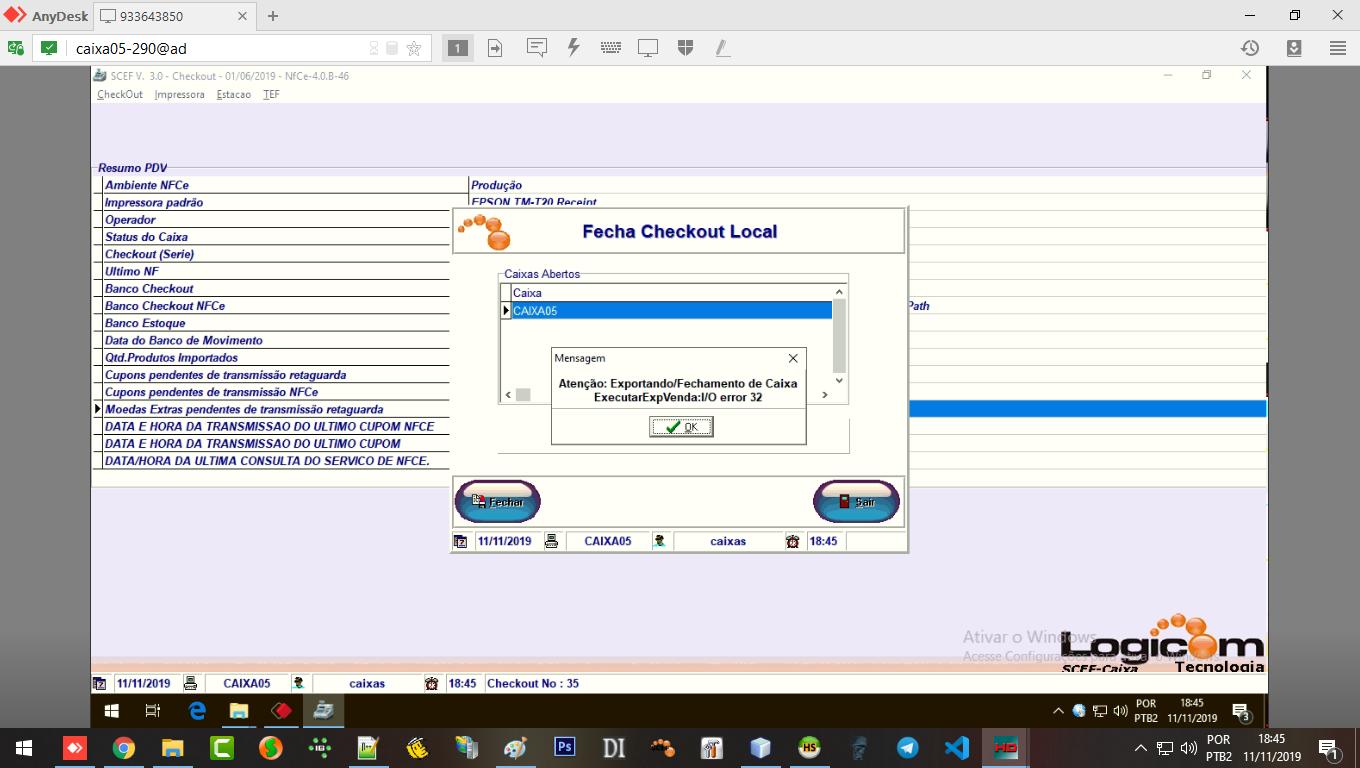 AnyDesk 933643850
caixa05-290@ad 1
SCEF V. 3.0 - Checkout - 01/06/2019 - NfCe-4.0.B-46
CheckOut Impressora Estacao TEF
Resumo PDV
Ambiente NFCe Produção
Impressora padrão EPSON TM-T20 Receipt
Operador
Status do Caixa
Checkout (Serie)
Ultimo NF
Banco Checkout
Banco Checkout NFCe Path
Banco Estoque
Data do Banco de Movimento
Qtd.Produtos Importados
Cupons pendentes de transmissão retaguarda
Cupons pendentes de transmissão NFCe
Moedas Extras pendentes de transmissão retaguarda
DATA E HORA DA TRANSMISSAO DO ULTIMO CUPOM NFCE
DATA E HORA DA TRANSMISSAO DO ULTIMO CUPOM
DATA/HORA DA ULTIMA CONSULTA DO SERVICO DE NFCE.
Fecha Checkout Local
Caixas Abertos
Caixa
CAIXA05
Mensagem
Atenção: Exportando/Fechamento de Caixa
ExecutarExpVenda:I/O error 32
OK
Fechar Sair
11/11/2019 CAIXA05 caixas 18:45
Ativar o Windows
Acesse Configurações para ativar o
Logicom
SCEF-Caixa Tecnologia
11/11/2019 CAIXA05 caixas 18:45 Checkout No : 35
POR 18:45
PTB2 11/11/2019 3
Ps DI HS HD
POR 18:45
PTB2 11/11/2019 1